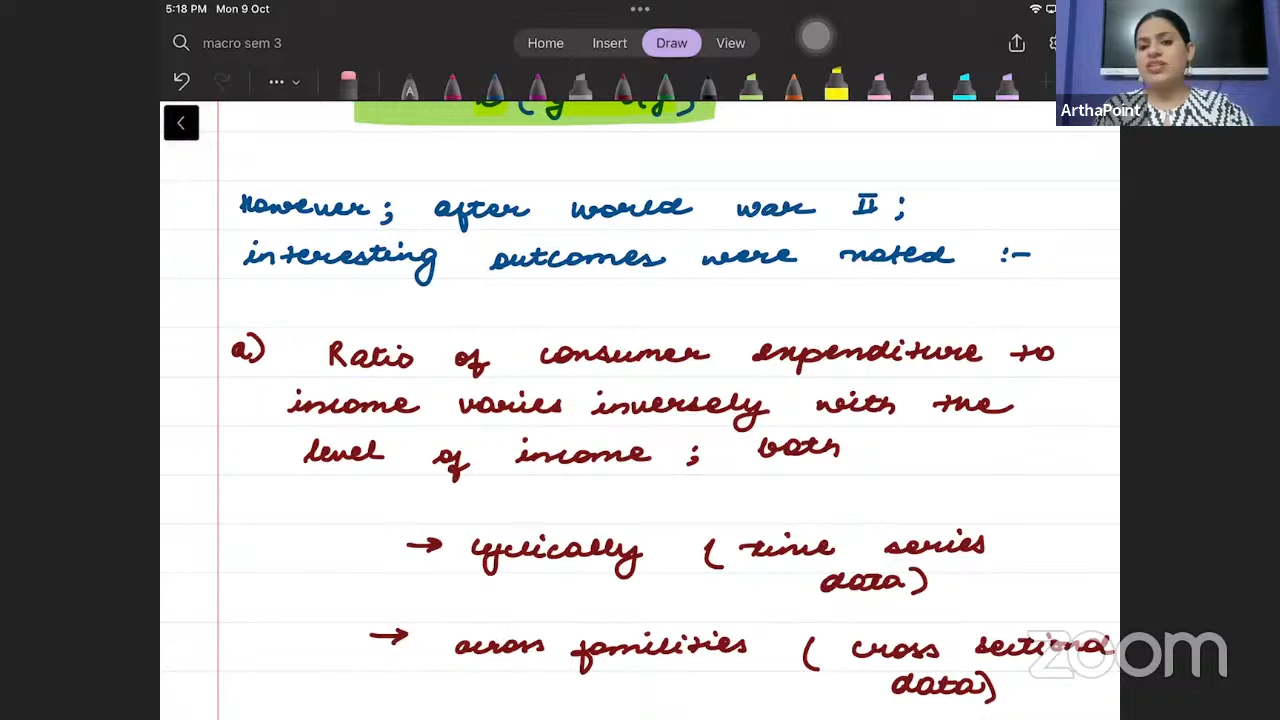 5:18 PM Mon 9 Oct
macro sem 3
Home Insert Draw View
ArthaPoint
However; after world war II;
interesting outcomes were noted :-
a) Ratio of consumer expenditure to
income varies inversely with the
level of income ; both
→ cyclically (time series
data)
→ across familities (cross sectional
data)
zoom